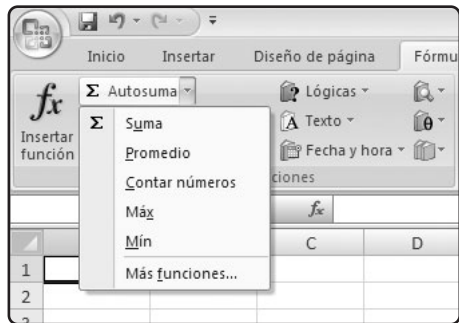 Inicio Insertar Diseño de página Fórmu
fx Σ Autosuma Lógicas
Insertar función
Σ Suma Texto
Promedio Fecha y hora
Contar números ciones
Máx fx
Mín C D
Más funciones...
1
2
3